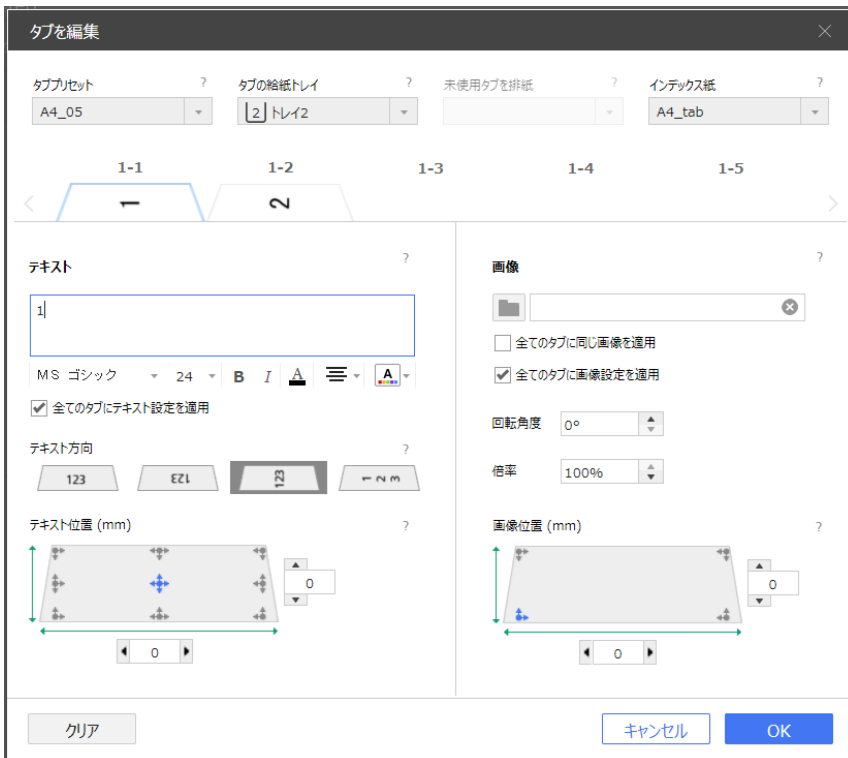 タブを編集
タブプリセット ? タブの給紙トレイ ? 未使用タブを排紙 ? インデックス紙 ?
A4_05 2 トレイ2 A4_tab
1-1 1-2 1-3 1-4 1-5
1 2
テキスト ?
1
MS ゴシック 24 B I A A
全てのタブにテキスト設定を適用
テキスト方向 ?
123 123 123 1 2 3
テキスト位置 (mm) ?
0
0
画像 ?
全てのタブに同じ画像を適用
全てのタブに画像設定を適用
回転角度 0°
倍率 100%
画像位置 (mm) ?
0
0
クリア キャンセル OK